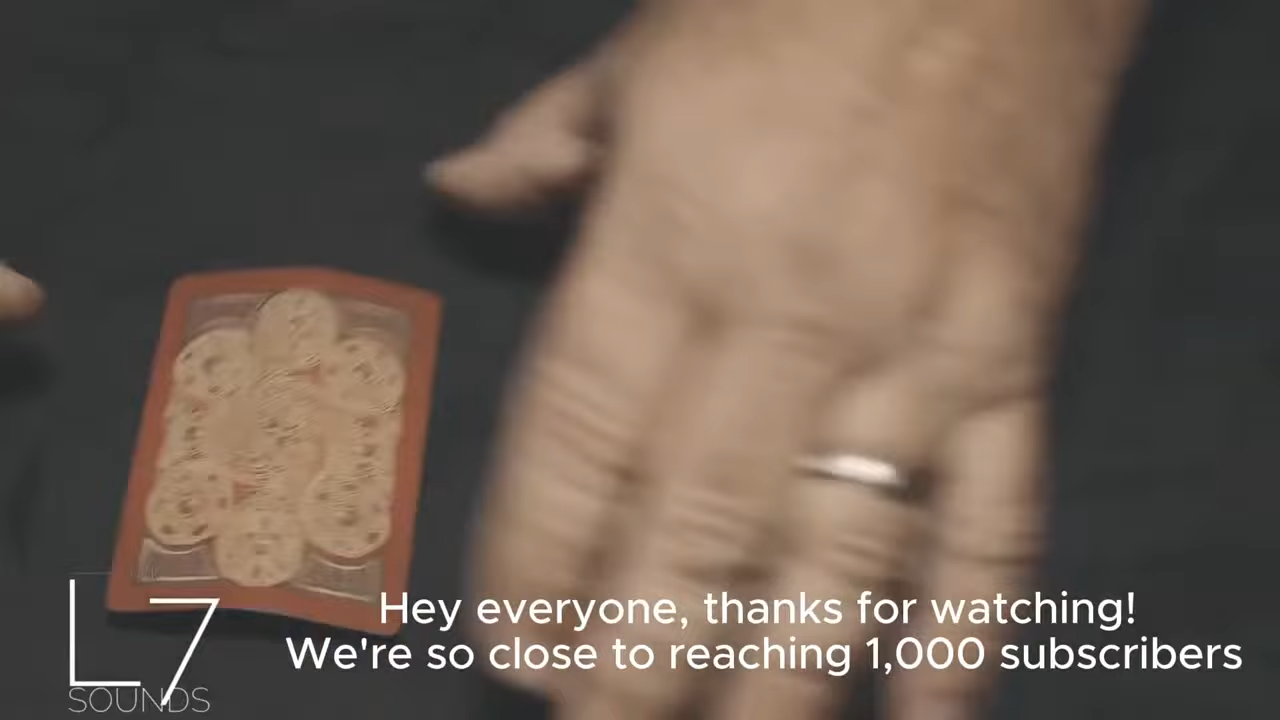 Hey everyone, thanks for watching!
We're so close to reaching 1,000 subscribers
L7
SOUNDS